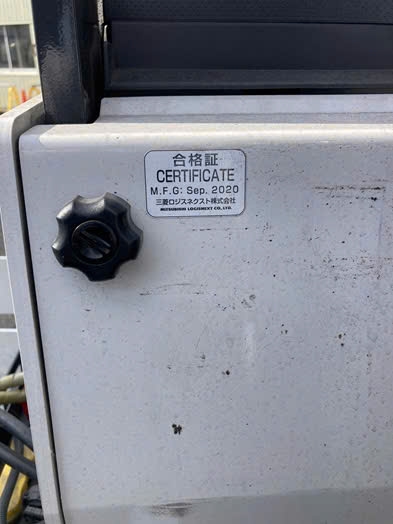 合格証
CERTIFICATE
M.F.G: Sep. 2020
三菱ロジスネクスト株式会社
MITSUBISHI LOGISNEXT CO., LTD.